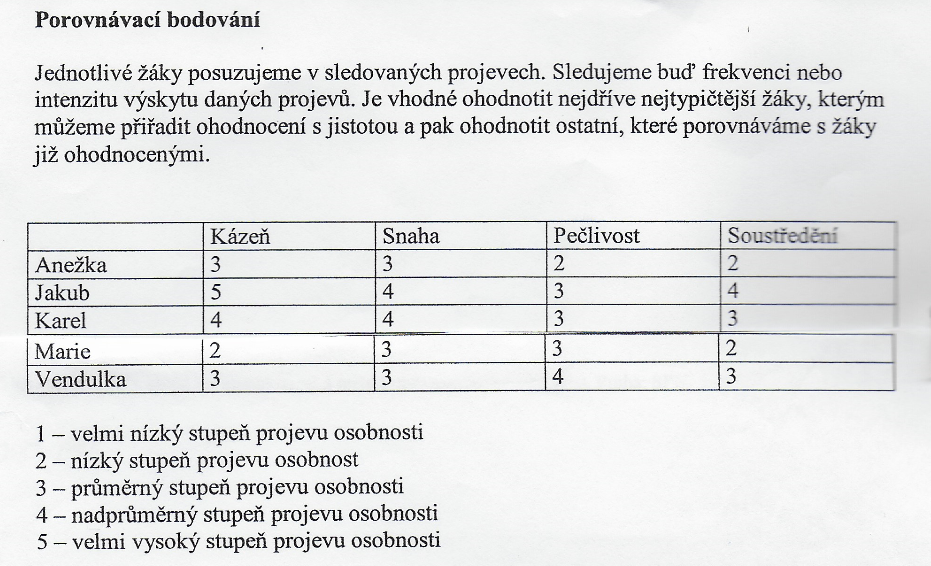 Porovnávací bodování
Jednotlivé žáky posuzujeme v sledovaných projevech. Sledujeme buď frekvenci nebo
intenzitu výskytu daných projevů. Je vhodné ohodnotit nejdříve nejtypičtější žáky, kterým
můžeme přiřadit ohodnocení s jistotou a pak ohodnotit ostatní, které porovnáváme s žáky
již ohodnocenými.
Kázeň Snaha Pečlivost Soustředění
Anežka 3 3 2 2
Jakub 5 4 3 4
Karel 4 4 3 3
Marie 2 3 3 2
Vendulka 3 3 4 3
1 – velmi nízký stupeň projevu osobnosti
2 – nízký stupeň projevu osobnost
3 – průměrný stupeň projevu osobnosti
4 – nadprůměrný stupeň projevu osobnosti
5 – velmi vysoký stupeň projevu osobnosti